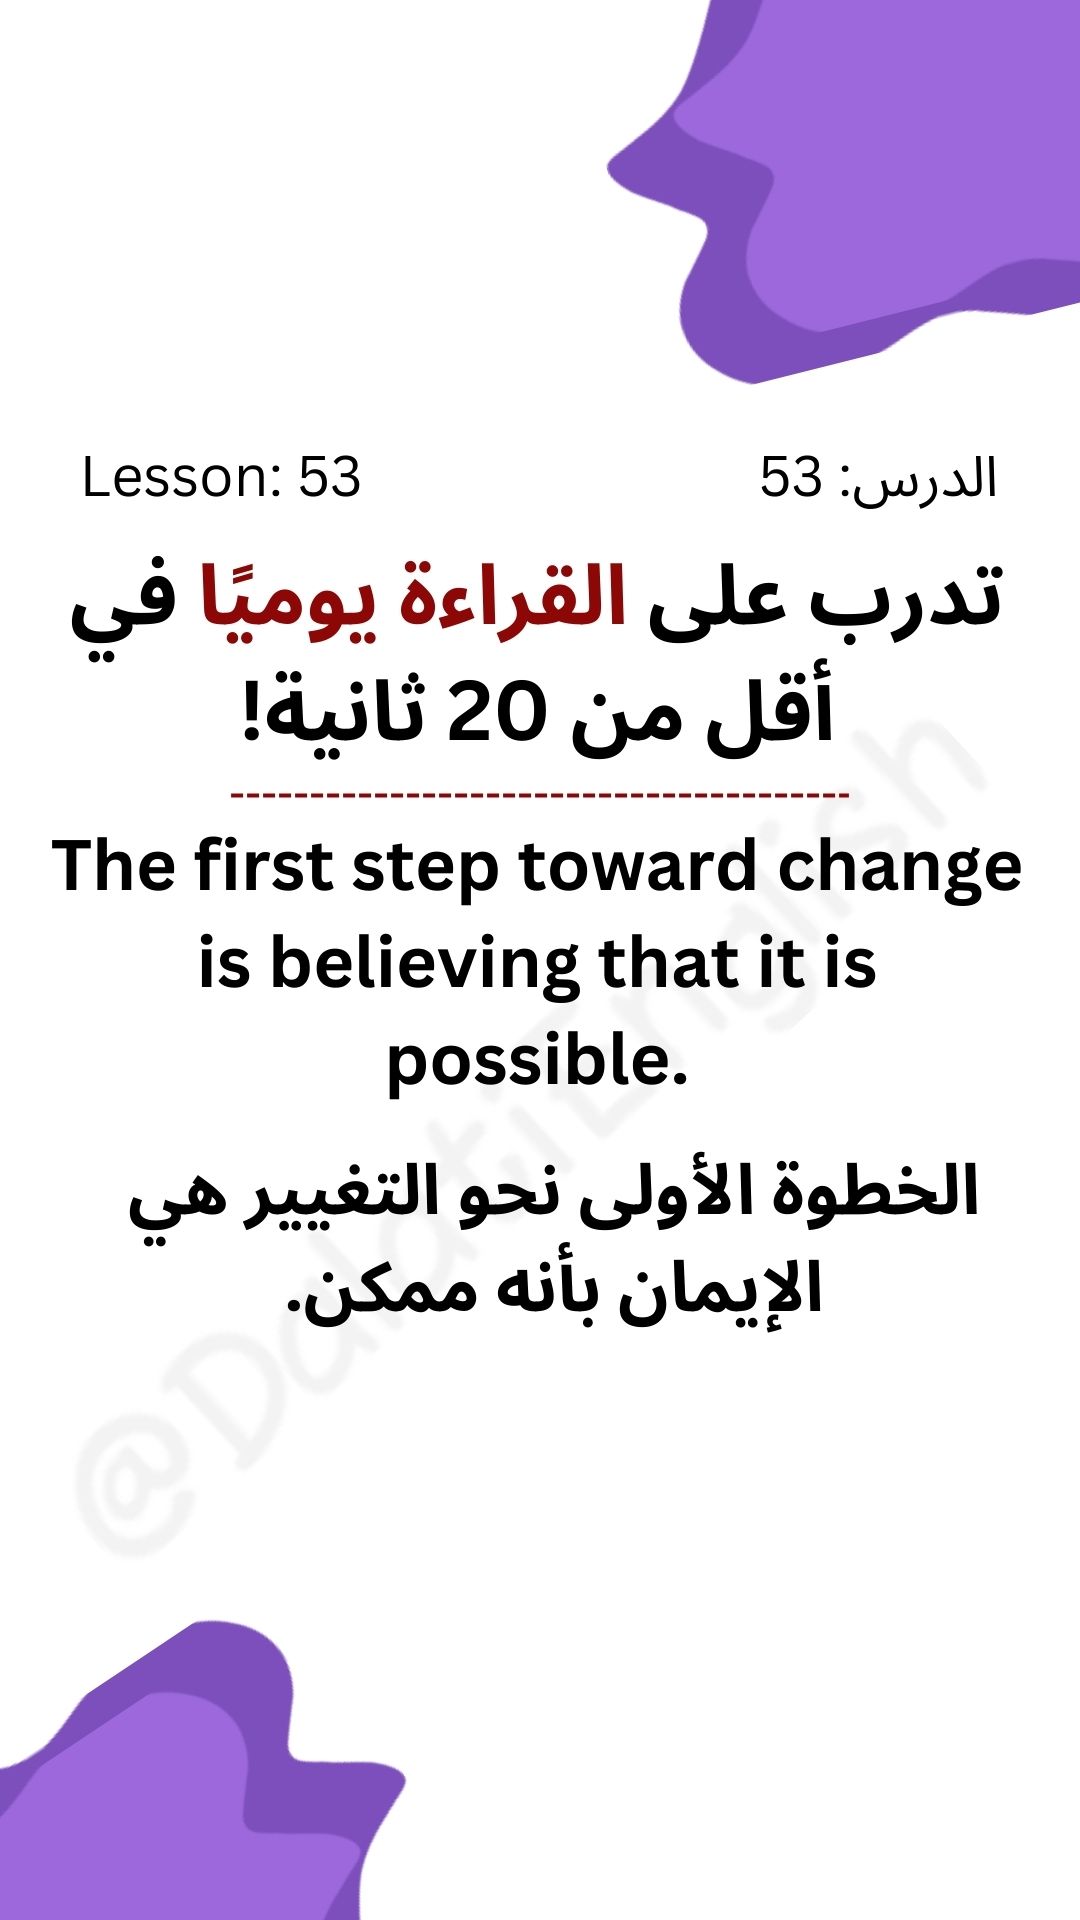 Lesson: 53
الدرس: 53
تدرب على القراءة يوميًا في
أقل من 20 ثانية!
---------------------------------------
The first step toward change
is believing that it is
possible.
الخطوة الأولى نحو التغيير هي
الإيمان بأنه ممكن.
@DalatiEnglish